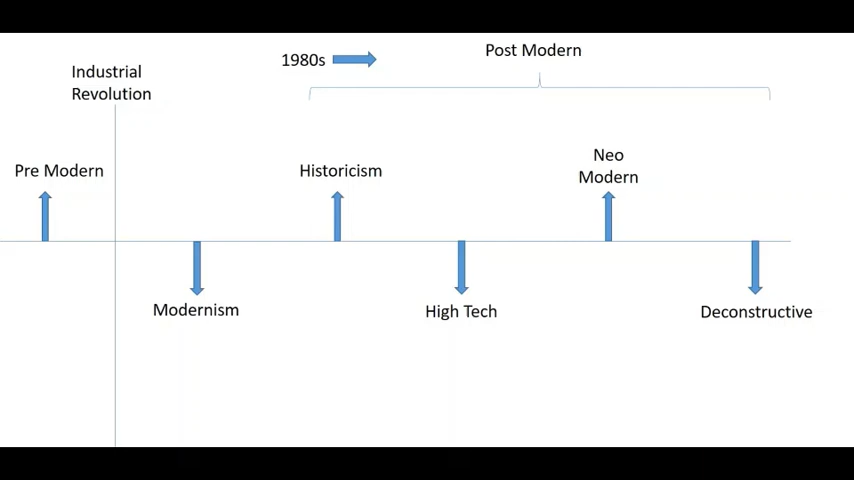 1980s
Post Modern
Industrial
Revolution
Pre Modern
Historicism
Neo
Modern
Modernism
High Tech
Deconstructive